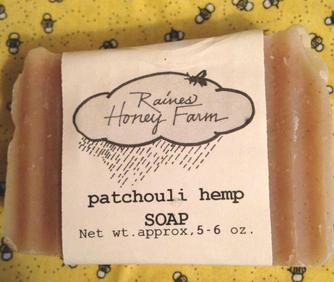 Raines
Honey Farm
patchouli hemp
SOAP
Net wt.approx,5-6 oz.